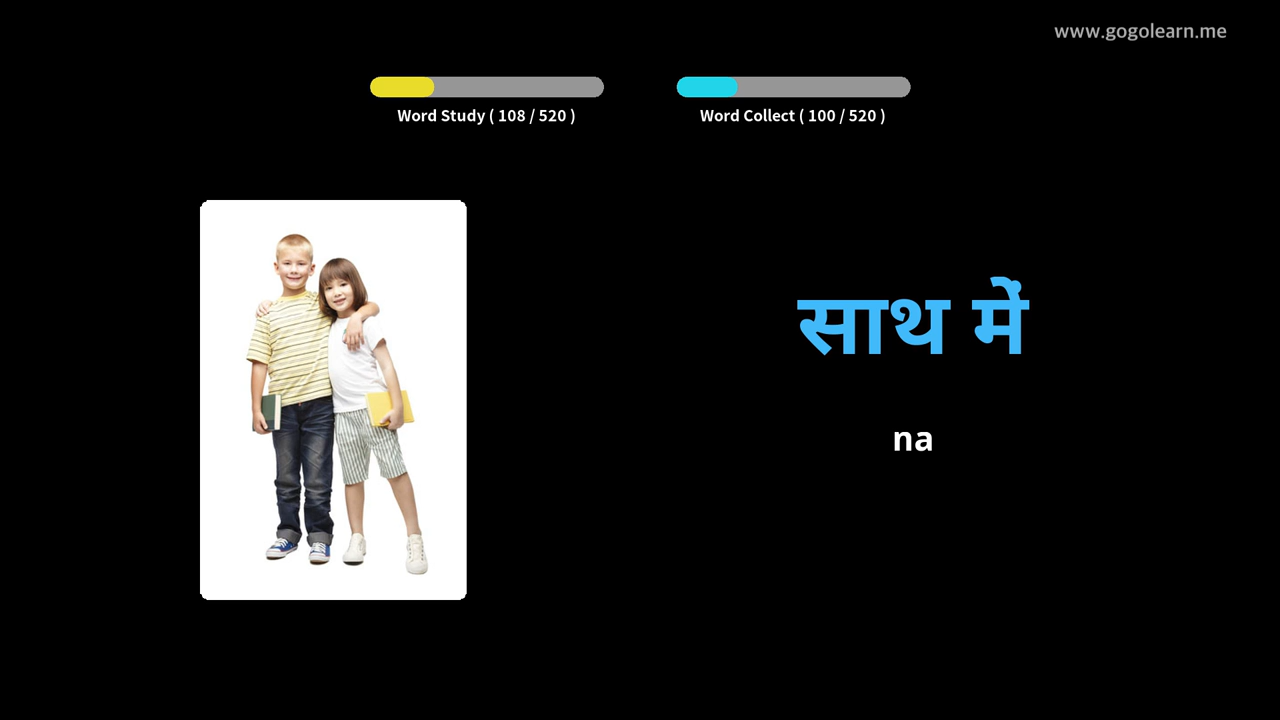 www.gogolearn.me
Word Study ( 108 / 520 )
Word Collect ( 100 / 520 )
साथ में
na